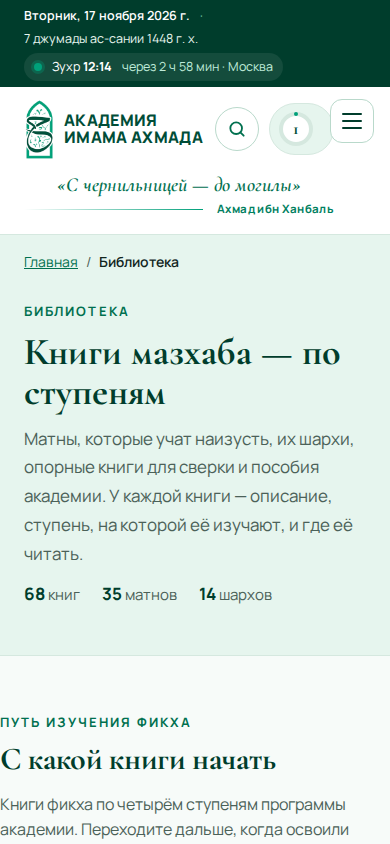 Вторник, 17 ноября 2026 г. ·
7 джумады ас-сании 1448 г. х.
Зухр 12:14 через 2 ч 58 мин · Москва
АКАДЕМИЯ
ИМАМА АХМАДА
1
«С чернильницей — до могилы»
Ахмад ибн Ханбаль
Главная / Библиотека
БИБЛИОТЕКА
Книги мазхаба — по
ступеням
Матны, которые учат наизусть, их шархи,
опорные книги для сверки и пособия
академии. У каждой книги — описание,
ступень, на которой её изучают, и где её
читать.
68 книг 35 матнов 14 шархов
ПУТЬ ИЗУЧЕНИЯ ФИКХА
С какой книги начать
Книги фикха по четырём ступеням программы
академии. Переходите дальше, когда освоили